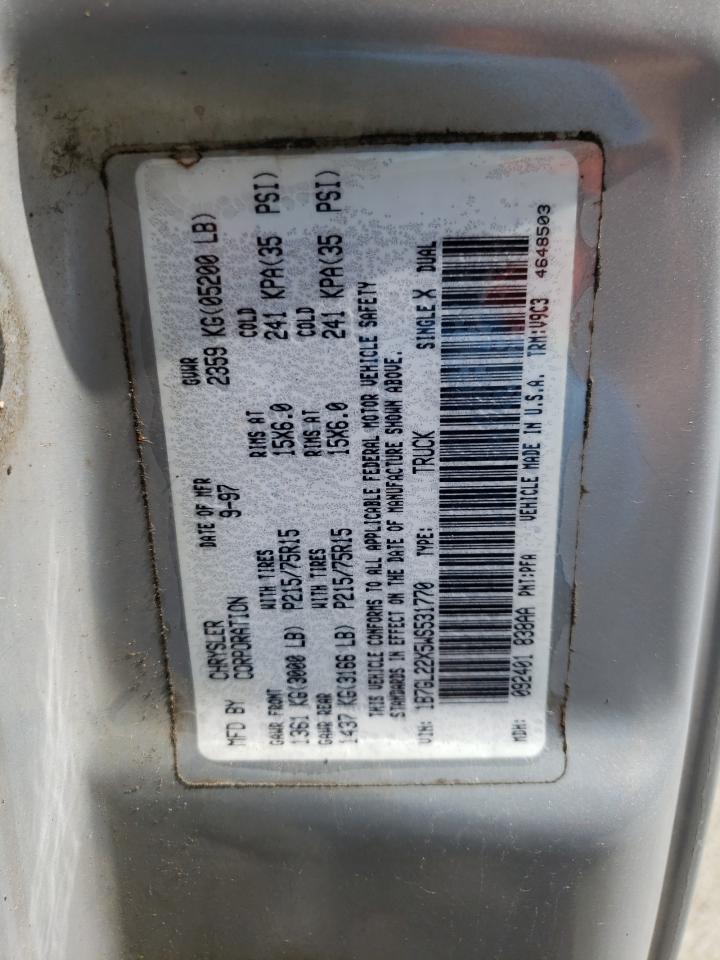 MFD BY CHRYSLER CORPORATION DATE OF MFR 9-97 GVWR 2359 KG(05200 LB)
GAWR FRONT WITH TIRES RIMS AT COLD
1361 KG(3000 LB) P215/75R15 15X6.0 241 KPA(35 PSI)
GAWR REAR WITH TIRES RIMS AT COLD
1437 KG(3166 LB) P215/75R15 15X6.0 241 KPA(35 PSI)
THIS VEHICLE CONFORMS TO ALL APPLICABLE FEDERAL MOTOR VEHICLE SAFETY
STANDARDS IN EFFECT ON THE DATE OF MANUFACTURE SHOWN ABOVE.
VIN: 1B7GL22X5WS531770 TYPE: TRUCK SINGLE X DUAL
MDH: 092401 038AA PNT:PFA VEHICLE MADE IN U.S.A. TRM:V9C3 4648503